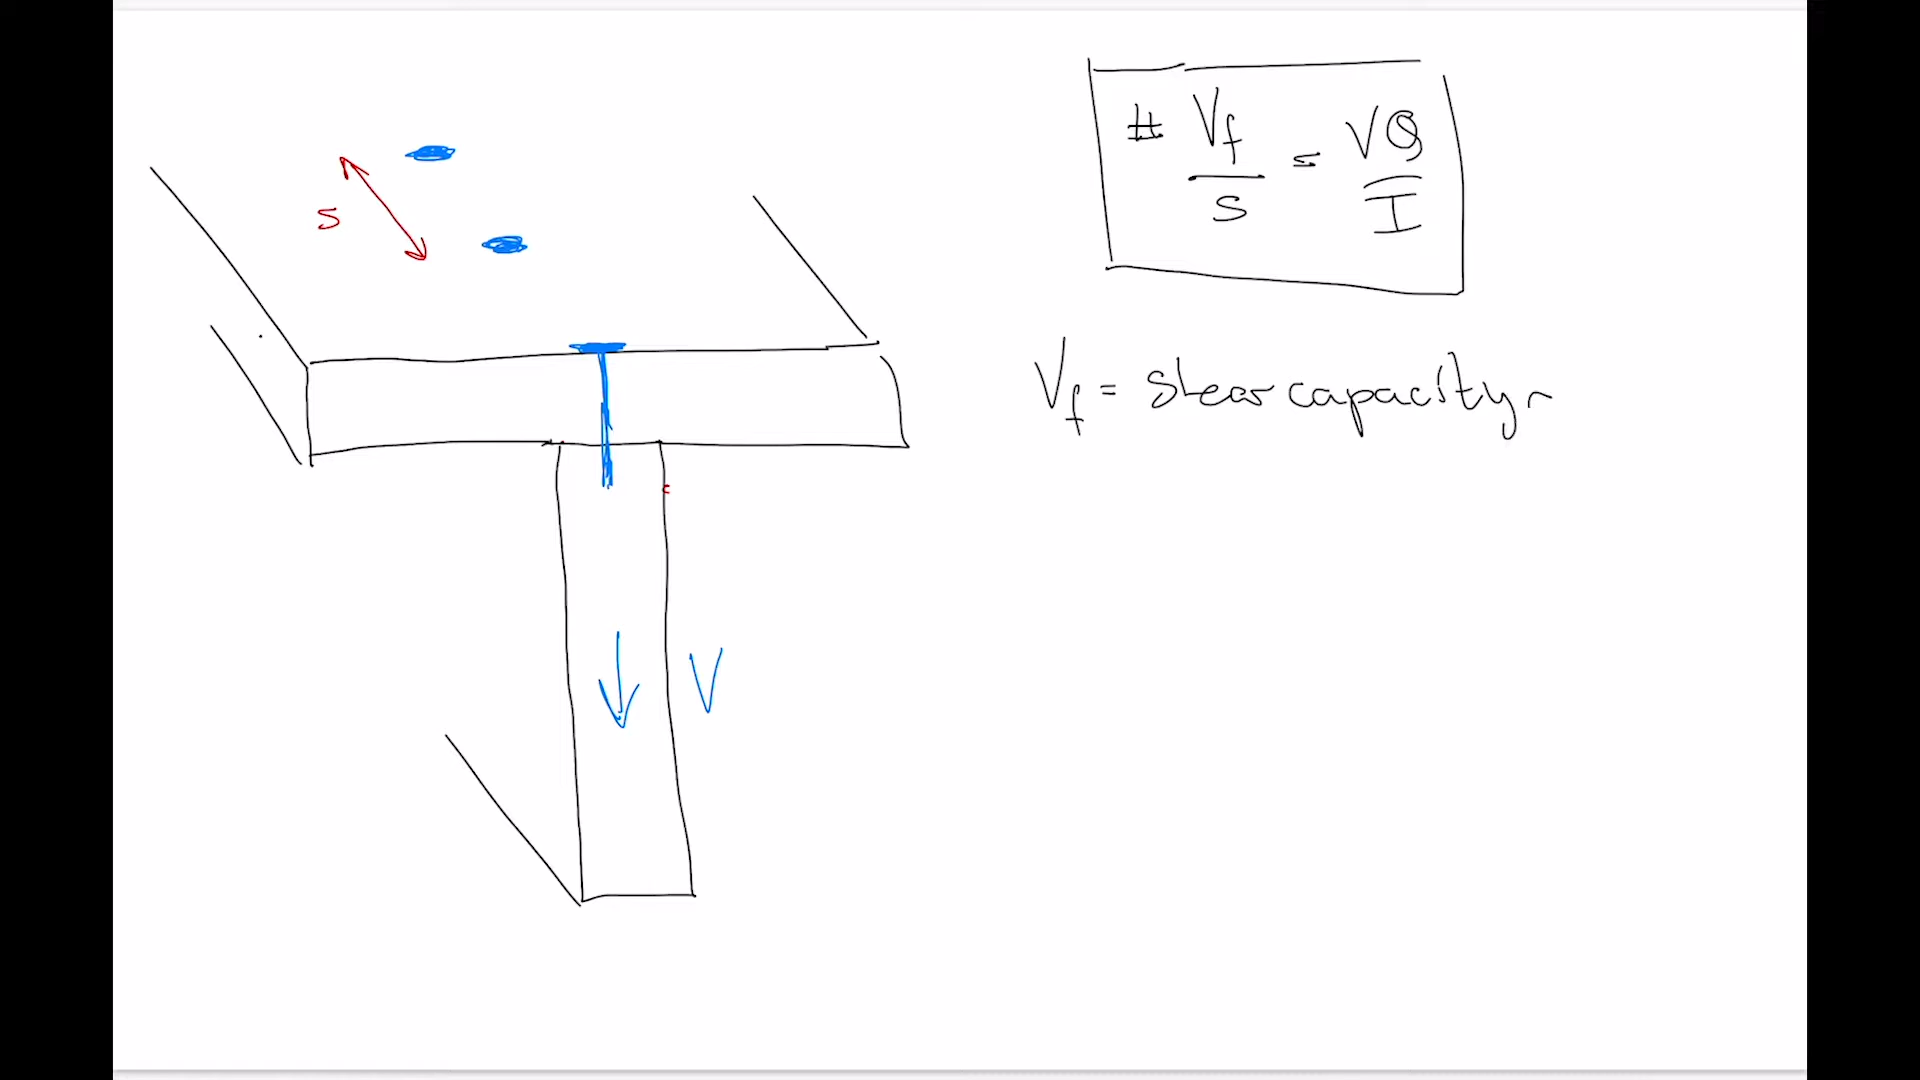 # Vf/s = VQ/I
s
Vf = shear capacity
V